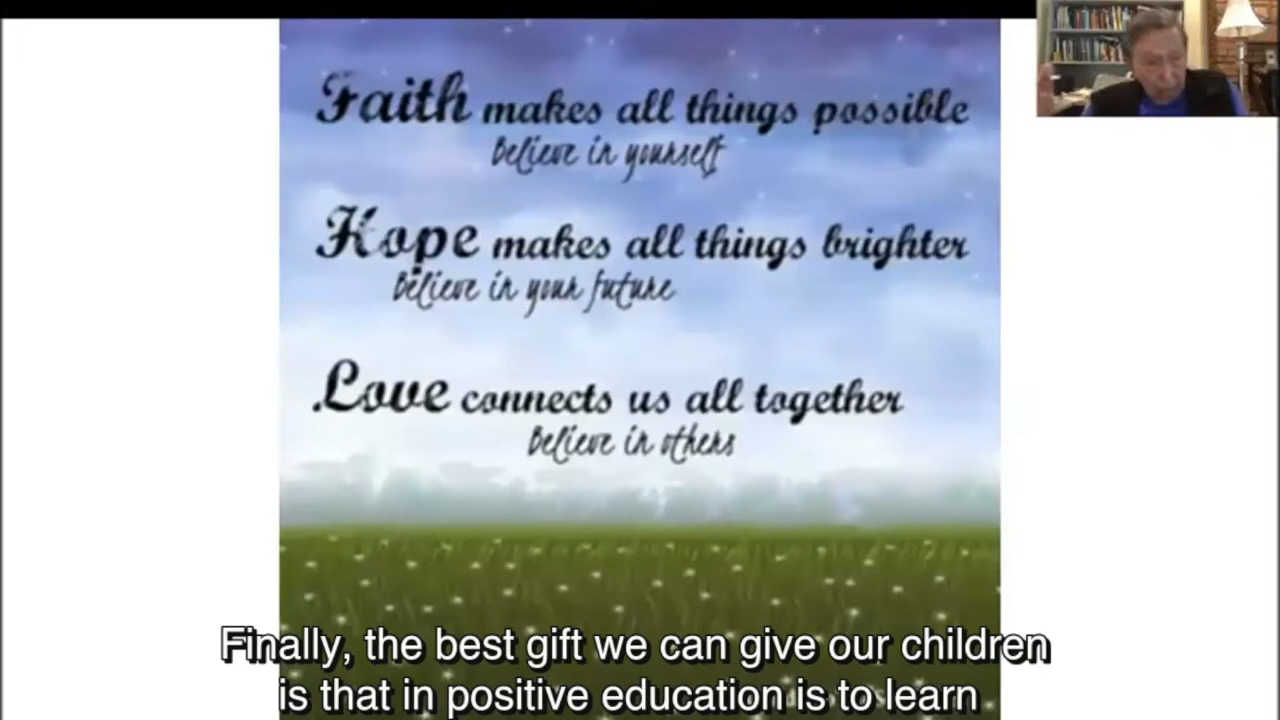 Faith makes all things possible
Believe in yourself
Hope makes all things brighter
Believe in your future
.Love connects us all together
Believe in others
Finally, the best gift we can give our children
is that in positive education is to learn